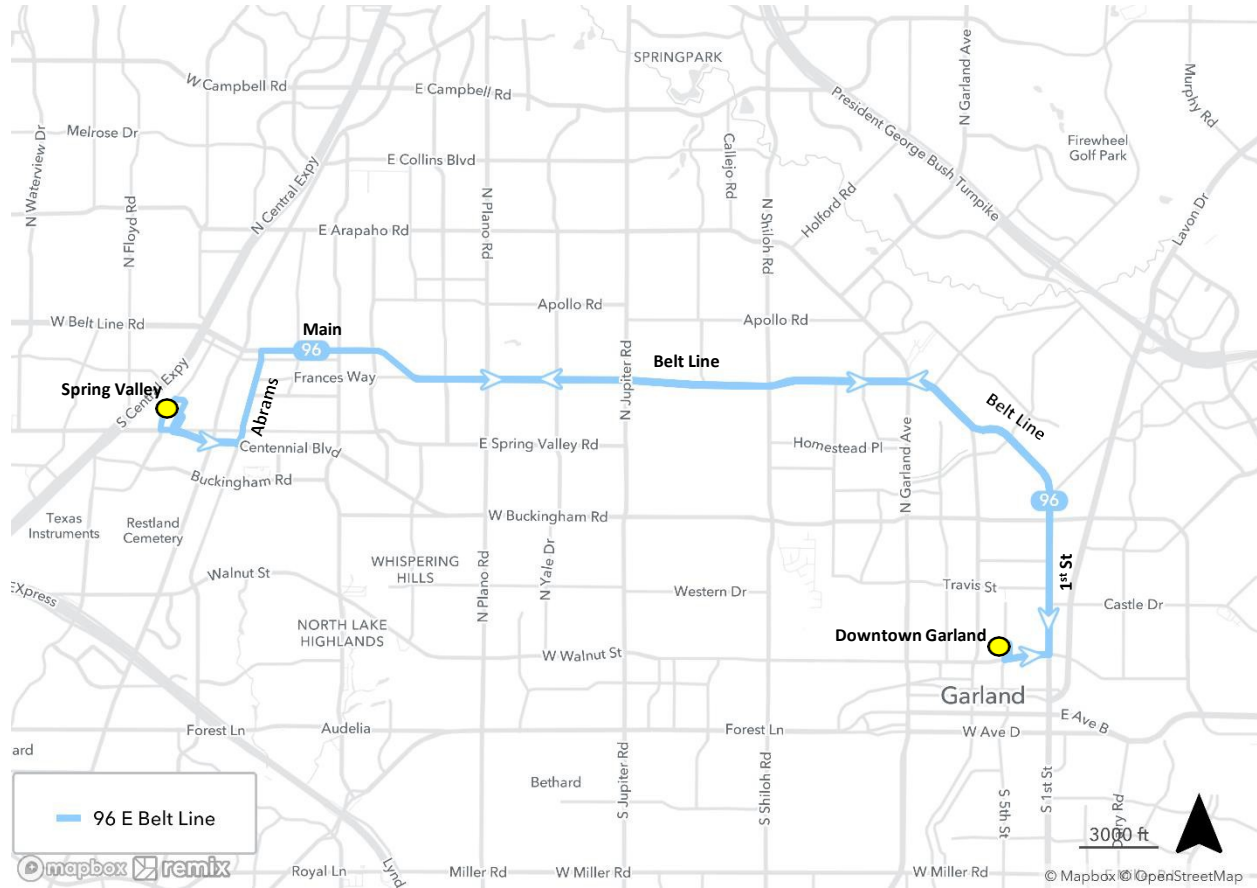 SPRINGPARK
W Campbell Rd
E Campbell Rd
N Garland Ave
Murphy Rd
President George Bush Turnpike
Melrose Dr
N Waterview Dr
N Floyd Rd
N Central Expy
E Collins Blvd
Callejo Rd
Firewheel
Golf Park
N Plano Rd
N Shiloh Rd
Holford Rd
Lavon Dr
E Arapaho Rd
Apollo Rd
Apollo Rd
W Belt Line Rd
Main
96
Belt Line
N Jupiter Rd
Frances Way
Spring Valley
S Central Expy
Abrams
Belt Line
Centennial Blvd
E Spring Valley Rd
Homestead Pl
N Garland Ave
Buckingham Rd
96
W Buckingham Rd
Texas
Instruments
Restland
Cemetery
WHISPERING
HILLS
N Plano Rd
N Yale Dr
Walnut St
Western Dr
Travis St
1st St
Castle Dr
EXpress
NORTH LAKE
HIGHLANDS
W Walnut St
Downtown Garland
Garland
E Ave B
W Ave D
Forest Ln
Audelia
Forest Ln
ard
Bethard
S Jupiter Rd
S Shiloh Rd
S 5th St
S 1st St
96 E Belt Line
3000 ft
mapbox remix
Royal Ln
Lynd
Miller Rd
W Miller Rd
W Miller Rd
© Mapbox © OpenStreetMap